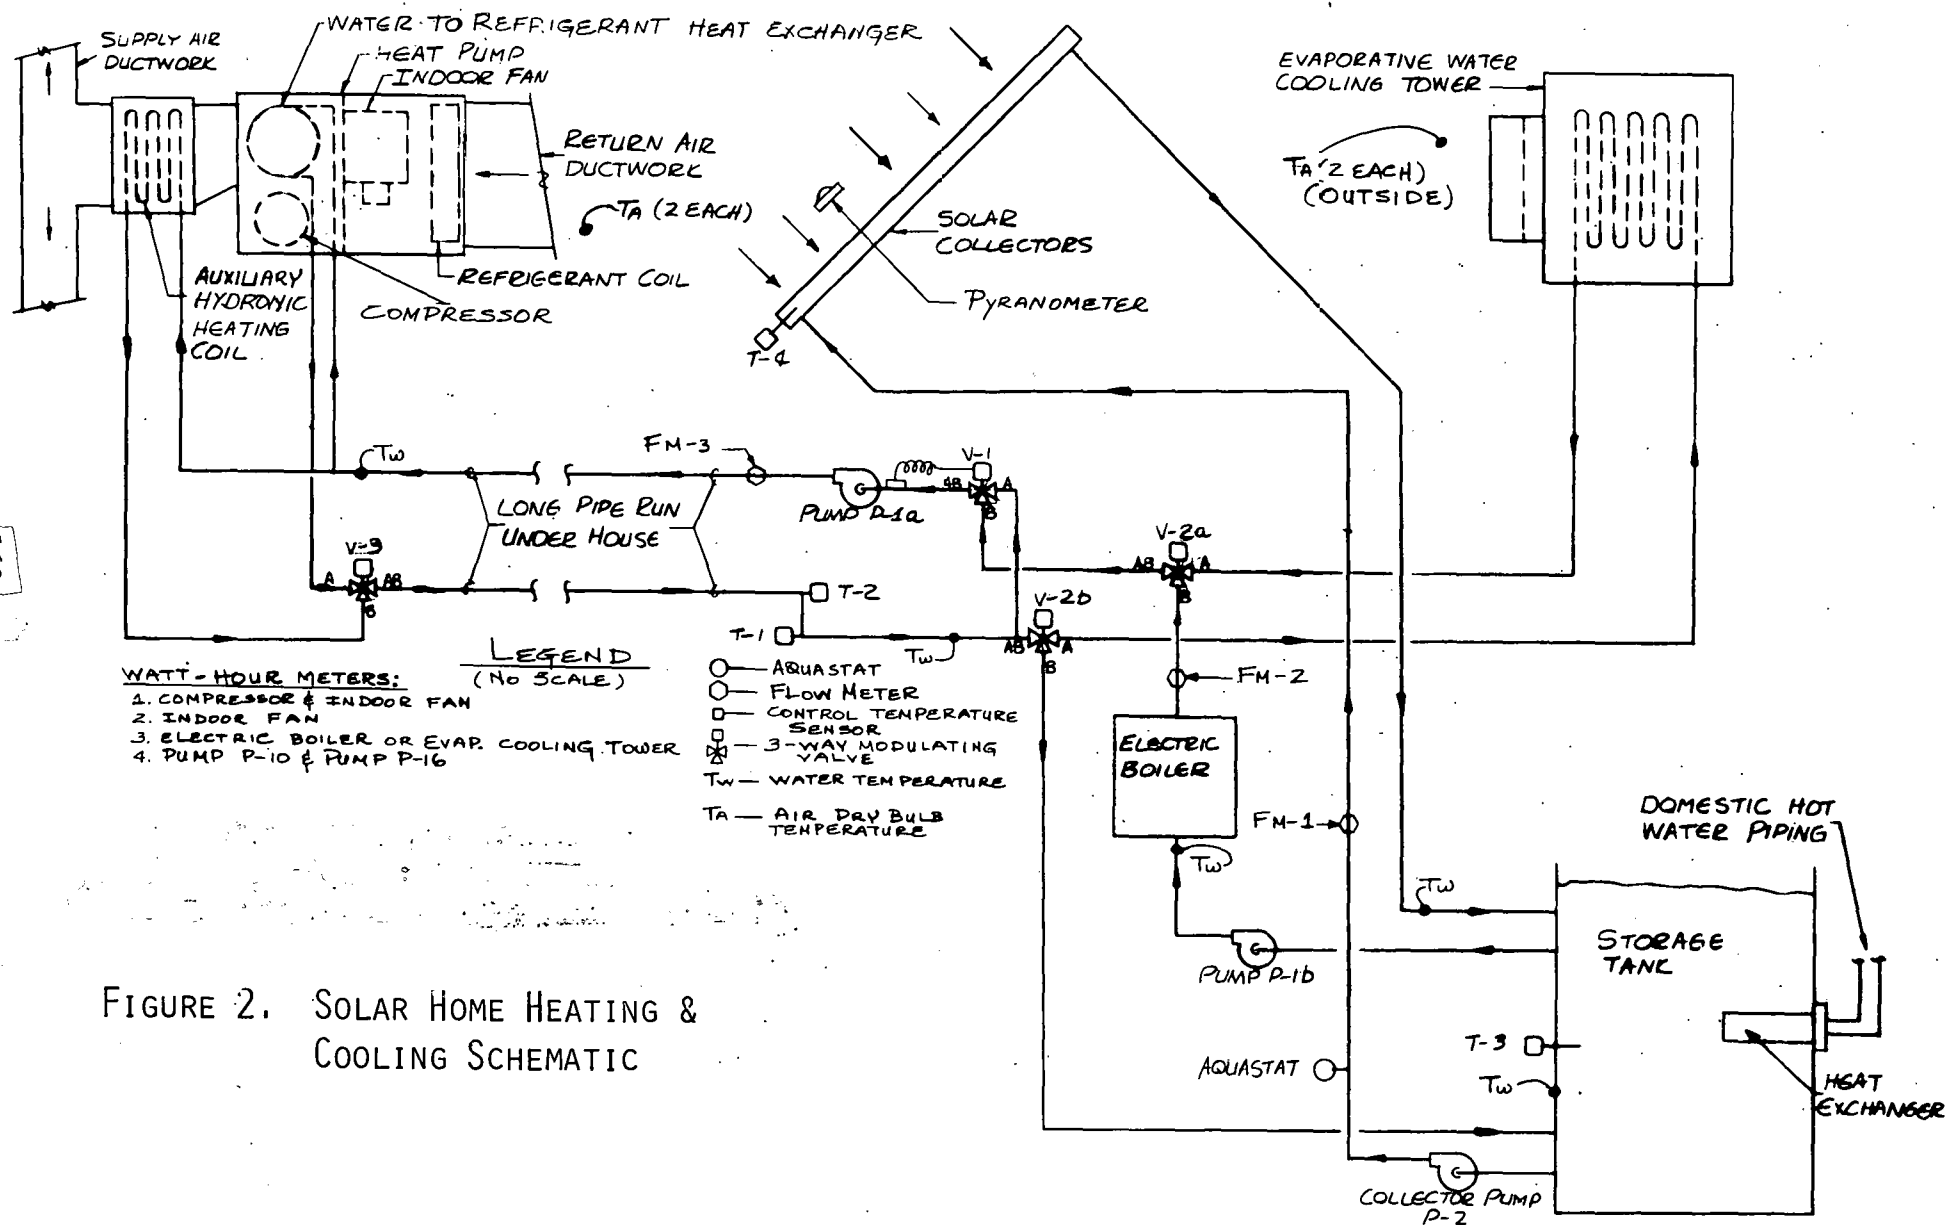 WATER TO REFRIGERANT HEAT EXCHANGER
SUPPLY AIR
DUCTWORK
HEAT PUMP
INDOOR FAN
RETURN AIR
DUCTWORK
TA (2 EACH)
REFRIGERANT COIL
COMPRESSOR
AUXILIARY
HYDRONIC
HEATING
COIL
SOLAR
COLLECTORS
PYRANOMETER
T-4
EVAPORATIVE WATER
COOLING TOWER
TA (2 EACH)
(OUTSIDE)
TW
FM-3
PUMP P-1a
V-1
AB
A
B
LONG PIPE RUN
UNDER HOUSE
V-3
A
AB
B
T-2
T-1
TW
V-2a
AB
A
B
V-2b
AB
A
B
FM-2
ELECTRIC
BOILER
TW
PUMP P-1b
FM-1
AQUASTAT
COLLECTOR PUMP
P-2
TW
STORAGE
TANK
T-3
TW
DOMESTIC HOT
WATER PIPING
HEAT
EXCHANGER
LEGEND
(NO SCALE)
WATT-HOUR METERS:
1. COMPRESSOR & INDOOR FAN
2. INDOOR FAN
3. ELECTRIC BOILER OR EVAP. COOLING TOWER
4. PUMP P-10 & PUMP P-16
AQUASTAT
FLOW METER
CONTROL TEMPERATURE
SENSOR
3-WAY MODULATING
VALVE
TW — WATER TEMPERATURE
TA — AIR DRY BULB
TEMPERATURE
FIGURE 2. SOLAR HOME HEATING &
COOLING SCHEMATIC